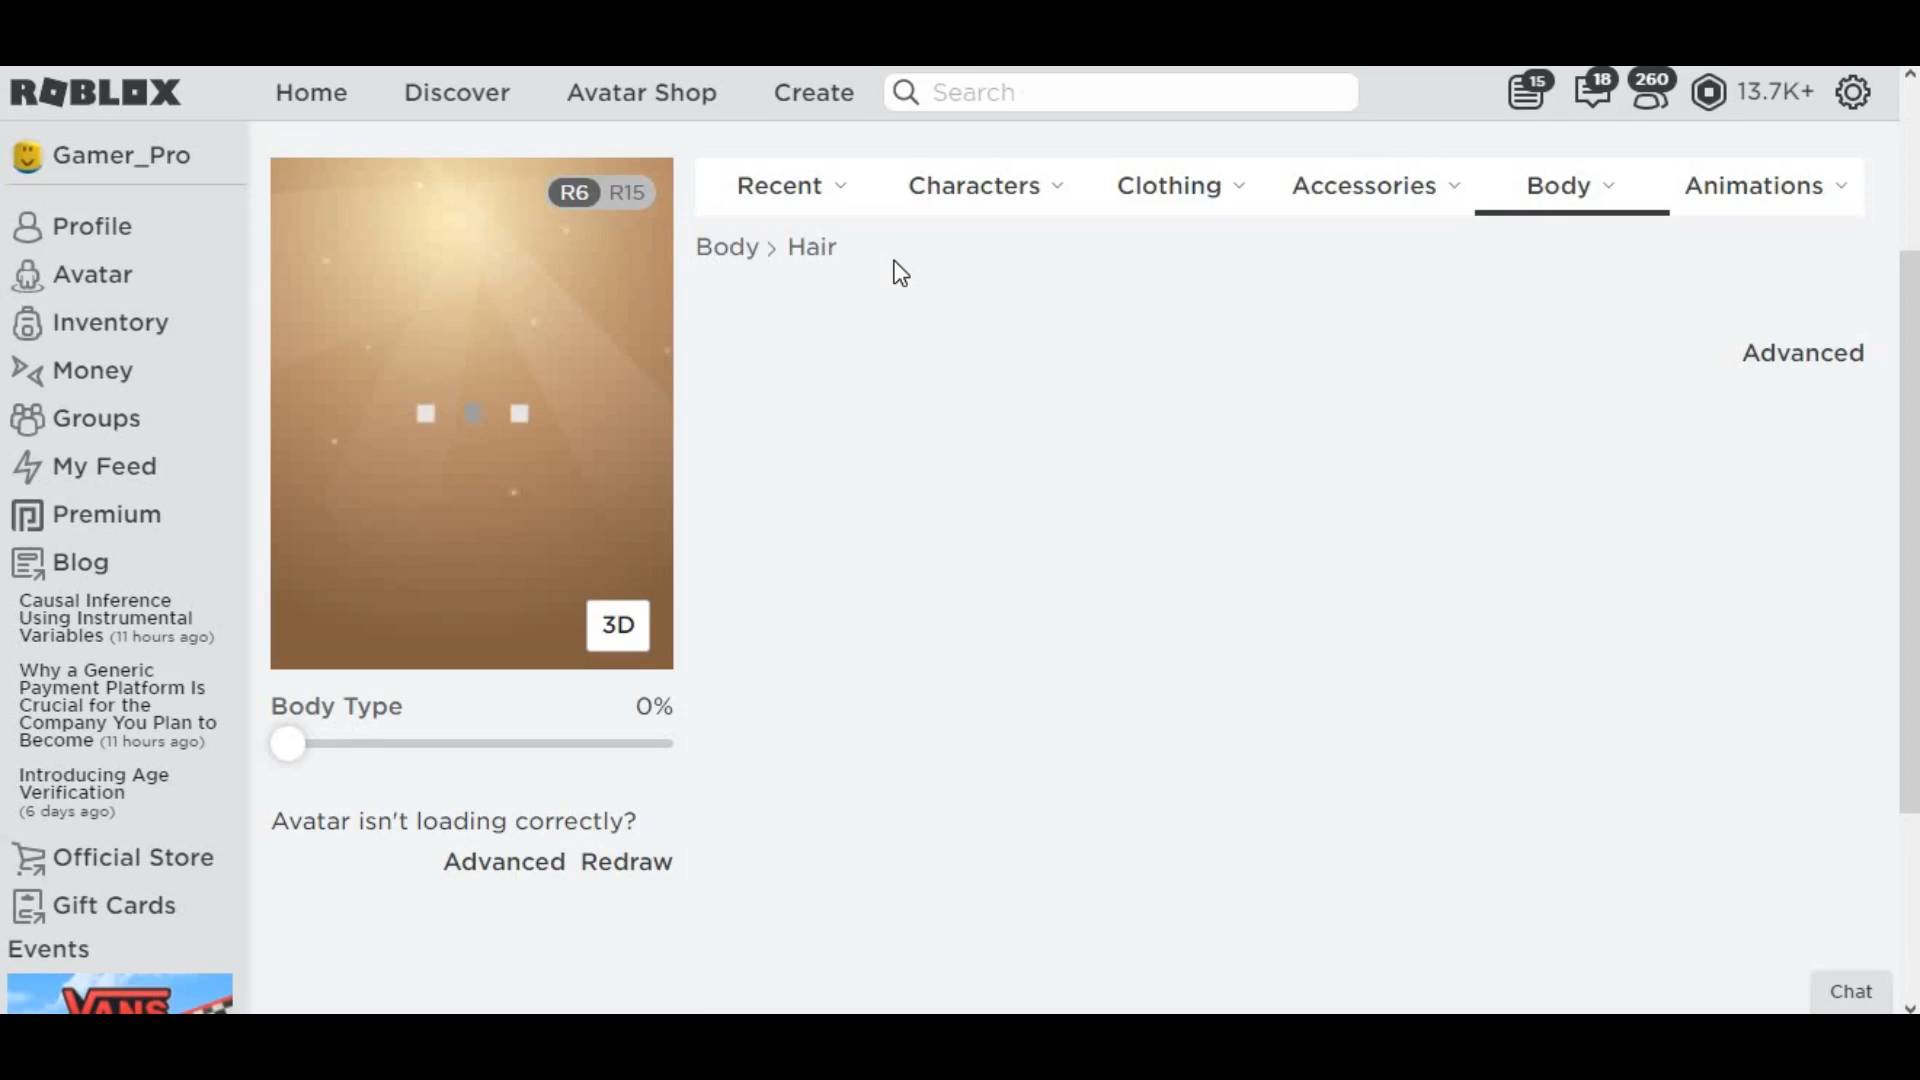 ROBLOX
Home
Discover
Avatar Shop
Create
Search
15
18
260
13.7K+
Gamer_Pro
Profile
Avatar
Inventory
Money
Groups
My Feed
Premium
Blog
Causal Inference
Using Instrumental
Variables (11 hours ago)
Why a Generic
Payment Platform Is
Crucial for the
Company You Plan to
Become (11 hours ago)
Introducing Age
Verification
(6 days ago)
Official Store
Gift Cards
Events
VANS
R6 R15
3D
Body Type 0%
Avatar isn't loading correctly?
Advanced Redraw
Recent
Characters
Clothing
Accessories
Body
Animations
Body > Hair
Advanced
Chat